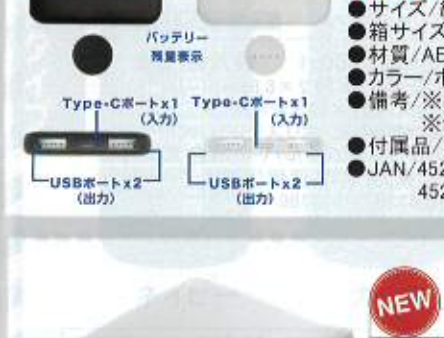 ●サイズ/
●箱サイズ
●材質/AB
●カラー/ホ
●備考/※
※
●付属品/
●JAN/452
452
バッテリー
残量表示
Type-Cポートx1
(入力)
Type-Cポートx1
(入力)
USBポートx2
(出力)
USBポートx2
(出力)
NEW